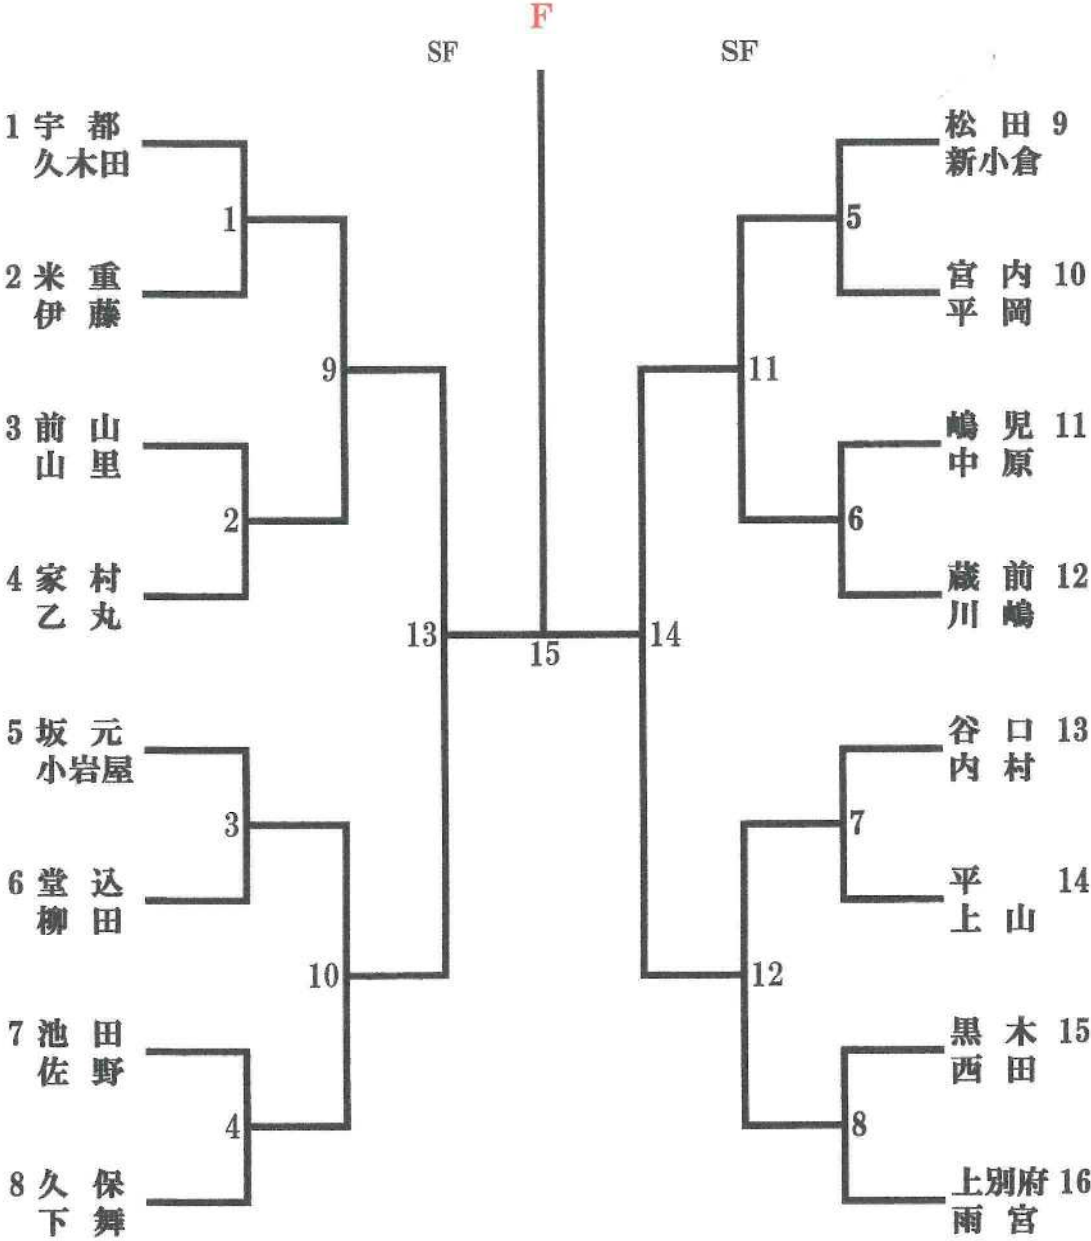 F
SF
SF
1 宇 都
久木田
2 米 重
伊 藤
3 前 山
山 里
4 家 村
乙 丸
5 坂 元
小岩屋
6 堂 込
柳 田
7 池 田
佐 野
8 久 保
下 舞
1
2
3
4
9
10
13
15
14
11
12
5
6
7
8
松 田 9
新小倉
宮 内 10
平 岡
嶋 児 11
中 原
蔵 前 12
川 嶋
谷 口 13
内 村
平 14
上 山
黒 木 15
西 田
上別府 16
雨 宮